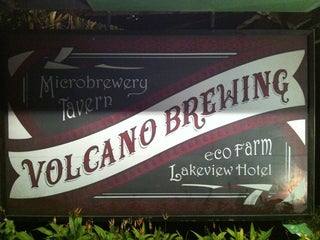 Microbrewery
Tavern
VOLCANO BREWING
eco Farm
Lakeview Hotel